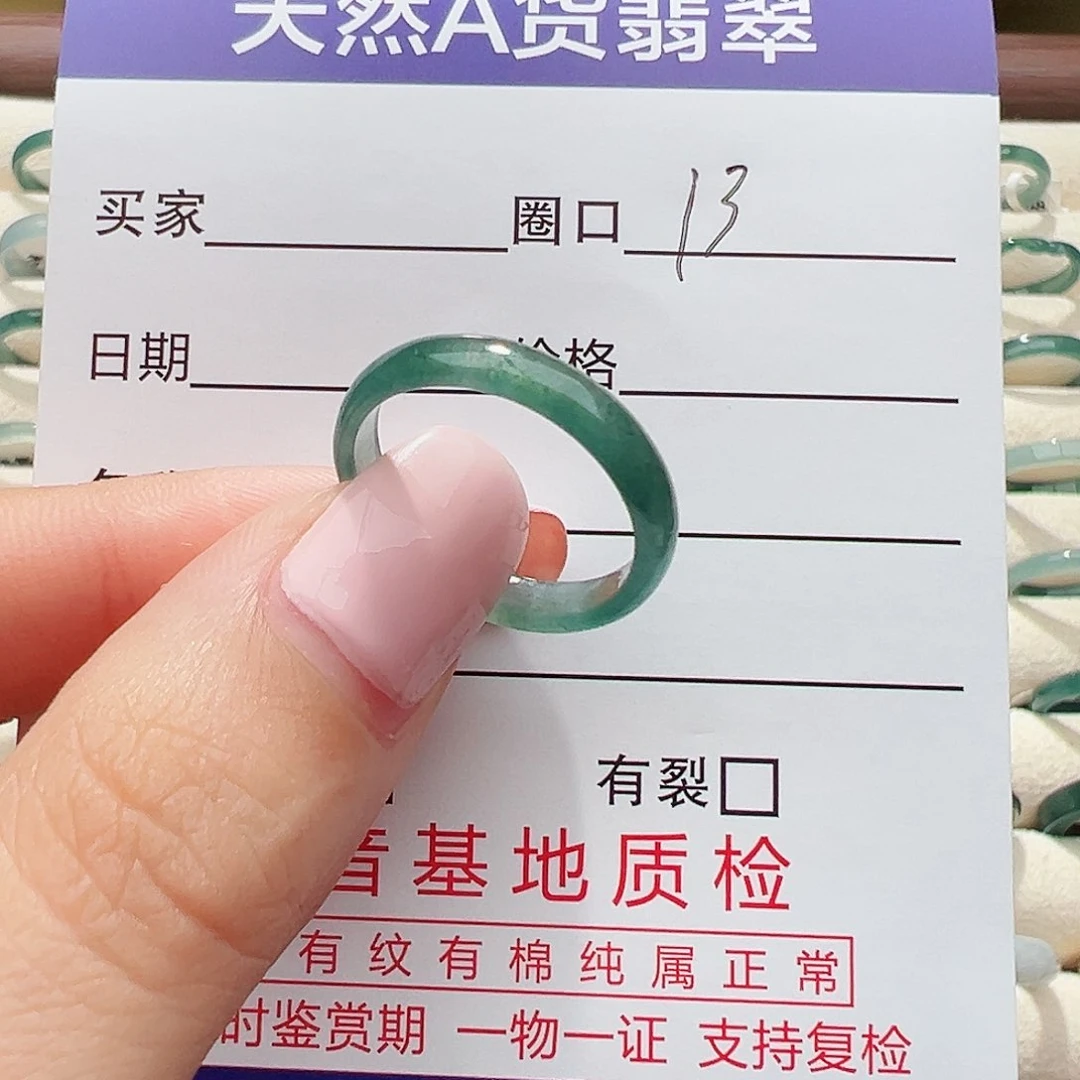 天然A货翡翠
买家 圈口 13
日期 价格
有裂
音基地质检
有纹有棉纯属正常
时鉴赏期 一物一证 支持复检